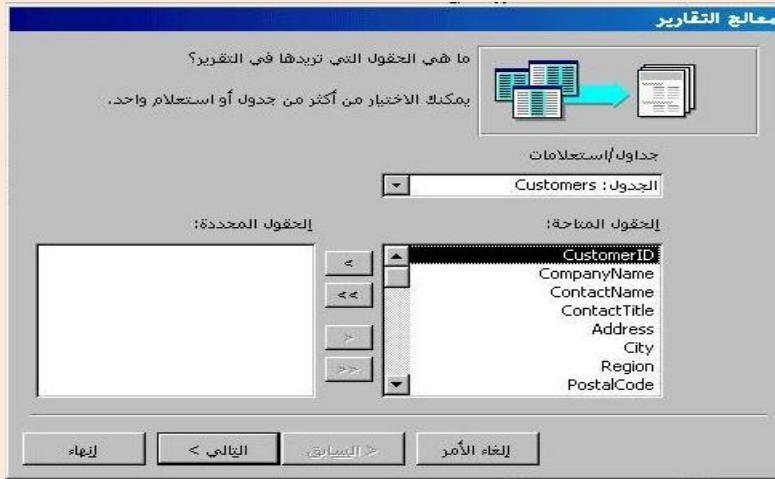 معالج التقارير
ما هي الحقول التي تريدها في التقرير؟
يمكنك الاختيار من أكثر من جدول أو استعلام واحد.
جداول/استعلامات
الجدول: Customers
الحقول المتاحة:
CustomerID
CompanyName
ContactName
ContactTitle
Address
City
Region
PostalCode
<
<<
>
>>
الحقول المحددة:
إلغاء الأمر
< السابق
التالي >
إنهاء